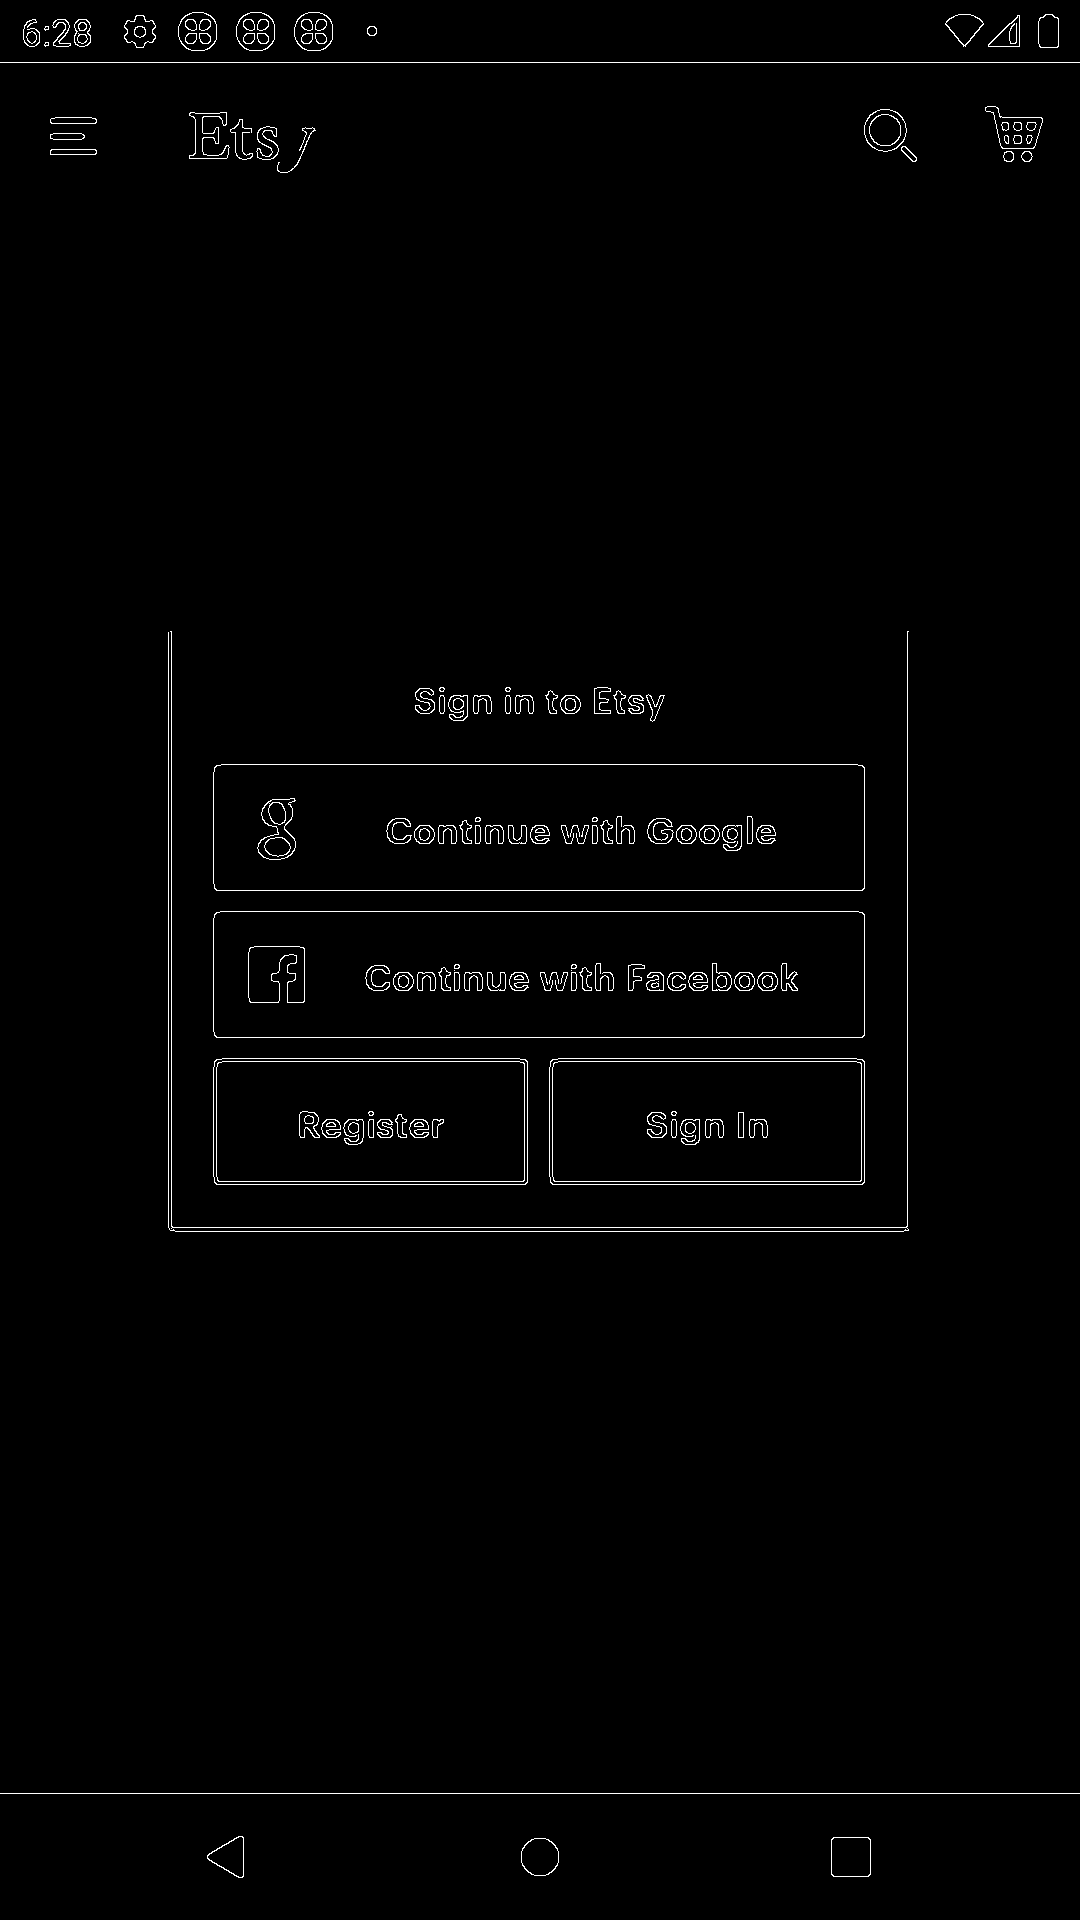 6:28
Etsy
Sign in to Etsy
Continue with Google
Continue with Facebook
Register
Sign In